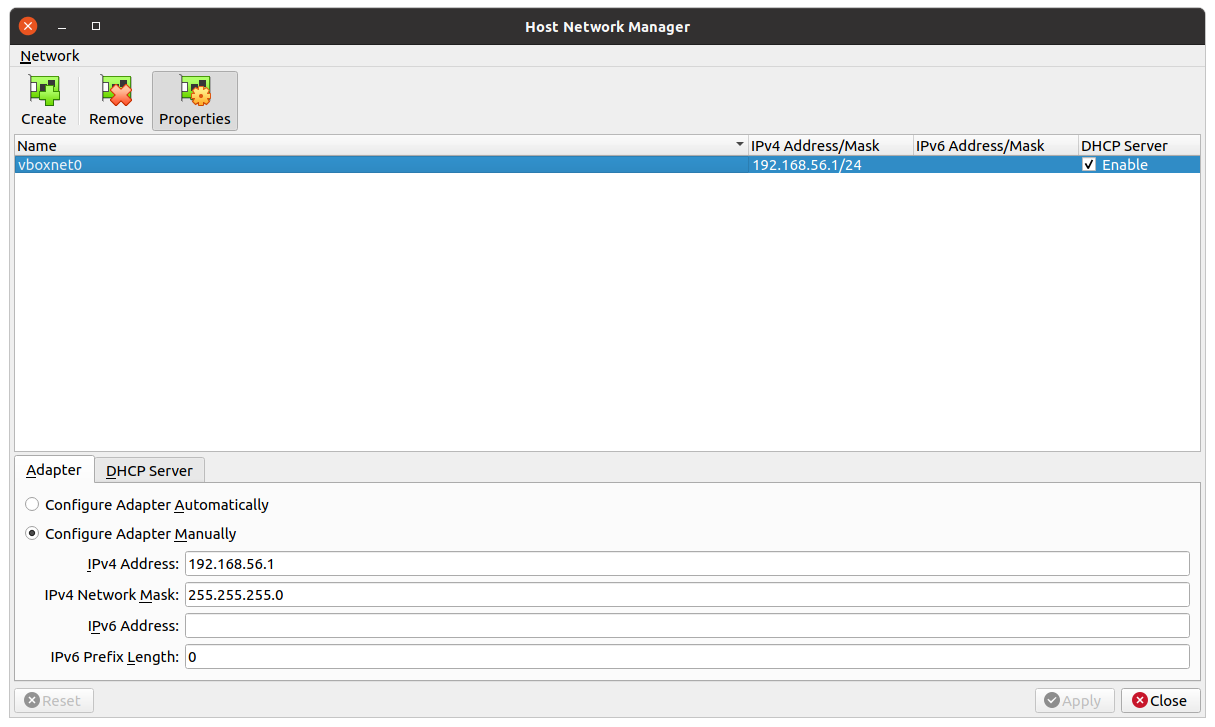 Host Network Manager
Network
Create Remove Properties
Name IPv4 Address/Mask IPv6 Address/Mask DHCP Server
vboxnet0 192.168.56.1/24 Enable
Adapter DHCP Server
Configure Adapter Automatically
Configure Adapter Manually
IPv4 Address: 192.168.56.1
IPv4 Network Mask: 255.255.255.0
IPv6 Address:
IPv6 Prefix Length: 0
Reset Apply Close